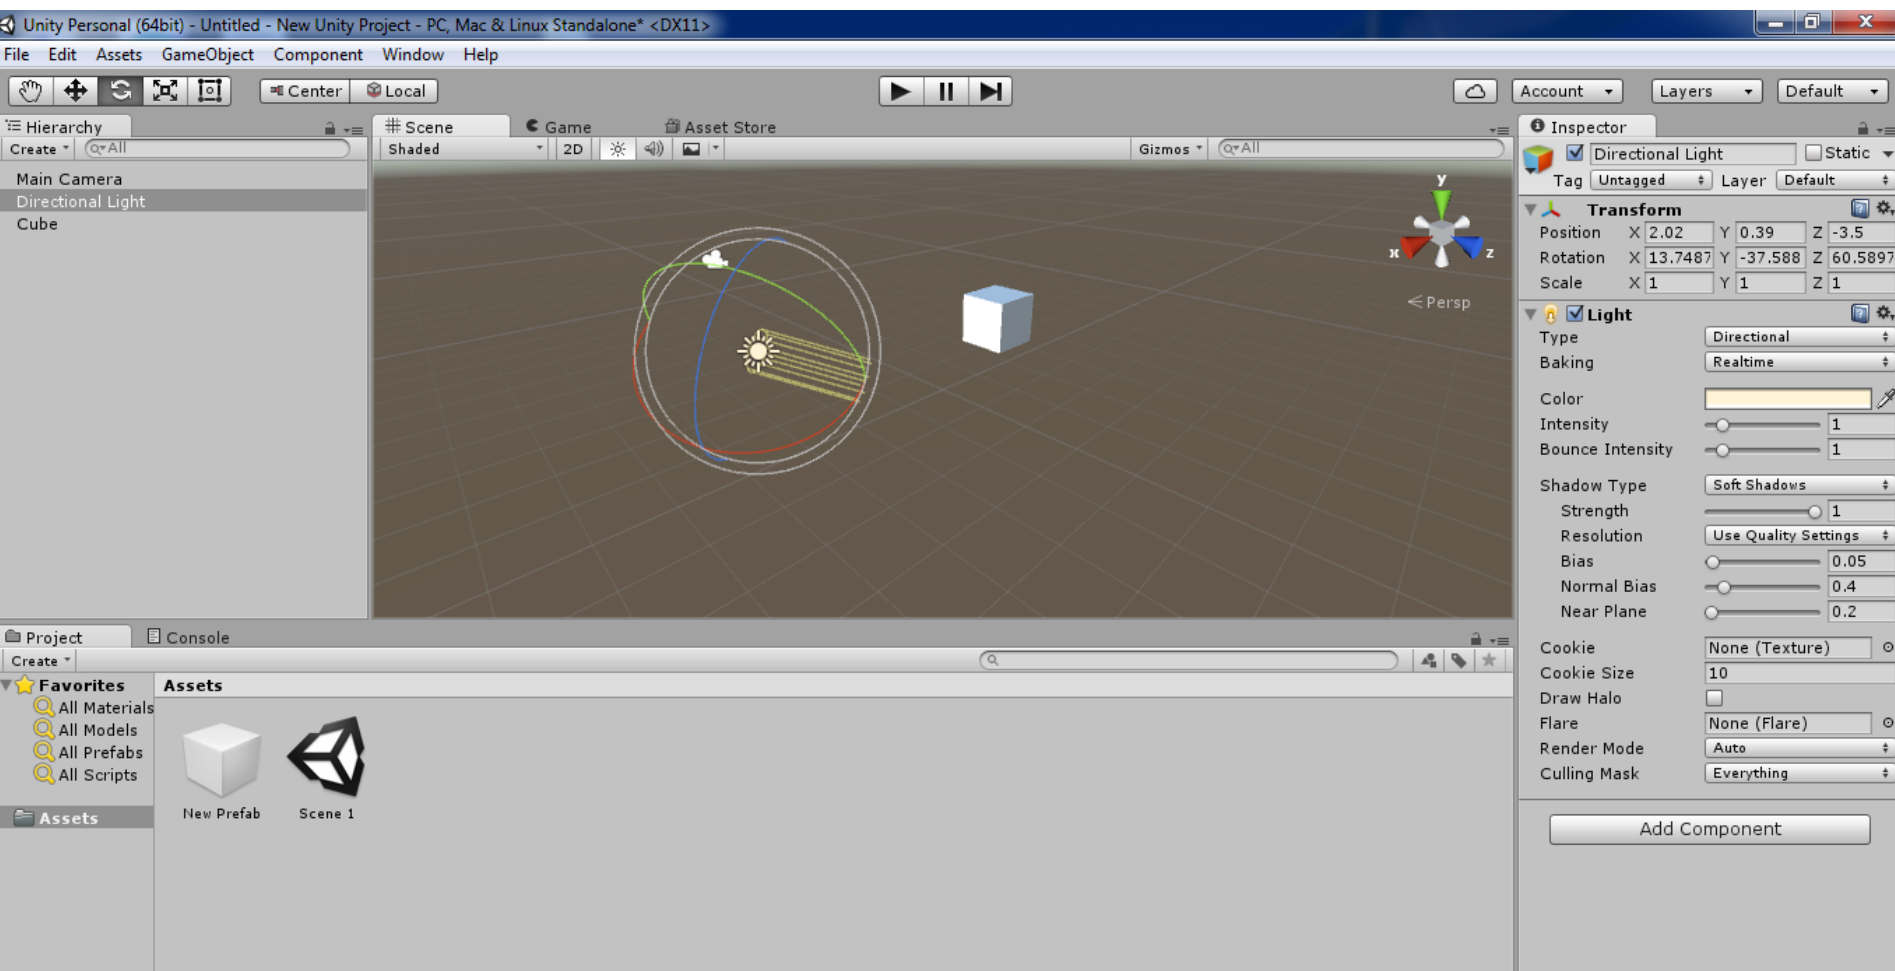 Unity Personal (64bit) - Untitled - New Unity Project - PC, Mac & Linux Standalone* <DX11>
File Edit Assets GameObject Component Window Help
Center Local
Account Layers Default
Hierarchy
Create All
Main Camera
Directional Light
Cube
Scene Game Asset Store
Shaded 2D Gizmos All
y
x z
Persp
Inspector
Directional Light Static
Tag Untagged Layer Default
Transform
Position X 2.02 Y 0.39 Z -3.5
Rotation X 13.7487 Y -37.588 Z 60.5897
Scale X 1 Y 1 Z 1
Light
Type Directional
Baking Realtime
Color
Intensity 1
Bounce Intensity 1
Shadow Type Soft Shadows
Strength 1
Resolution Use Quality Settings
Bias 0.05
Normal Bias 0.4
Near Plane 0.2
Cookie None (Texture)
Cookie Size 10
Draw Halo
Flare None (Flare)
Render Mode Auto
Culling Mask Everything
Add Component
Project Console
Create
Favorites
All Materials
All Models
All Prefabs
All Scripts
Assets
Assets
New Prefab Scene 1